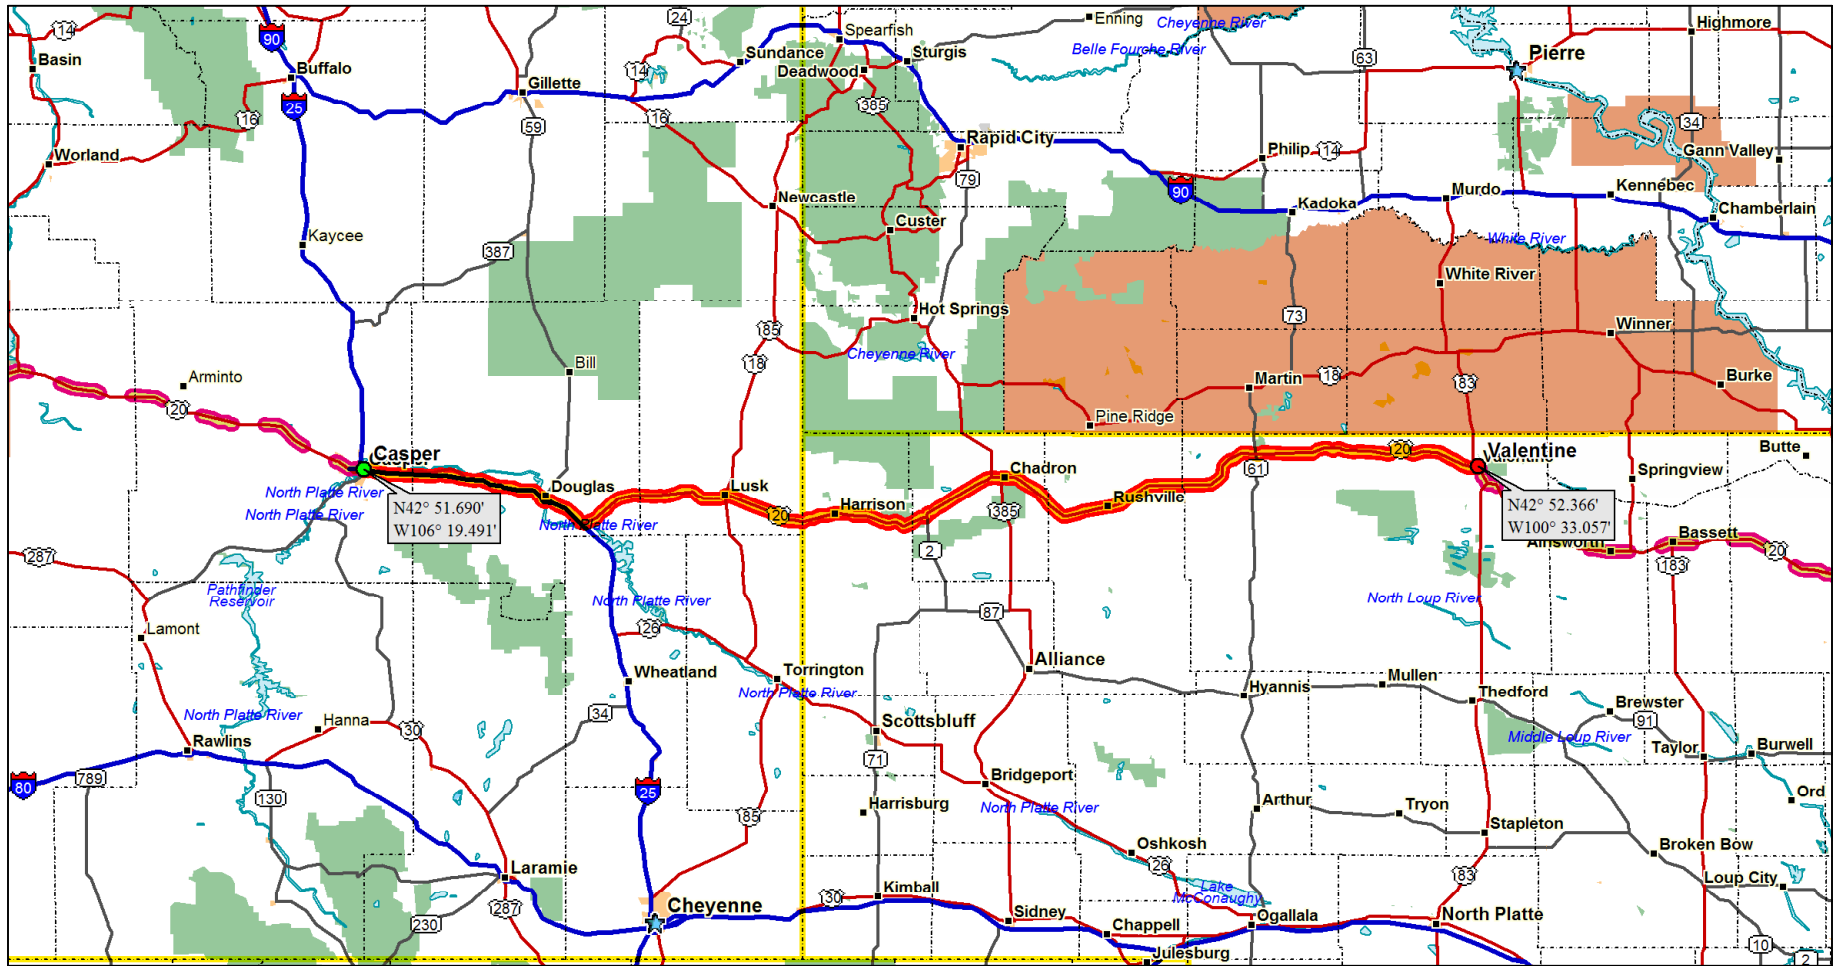 24
Enning
Cheyenne River
14
90
Spearfish
Highmore
Basin
Buffalo
Sundance
Sturgis
Belle Fourche River
63
Pierre
14
Deadwood
Gillette
25
385
16
59
16
34
Worland
Rapid City
Philip
14
Gann Valley
79
90
Murdo
Kennebec
Newcastle
Kadoka
Chamberlain
Custer
Kaycee
387
White River
White River
Hot Springs
73
Winner
85
Cheyenne River
Bill
18
Arminto
Martin
18
83
Burke
20
Pine Ridge
Casper
20
Valentine
Butte
Chadron
61
Springview
North Platte River
Douglas
Lusk
Rushville
N42° 51.690'
W106° 19.491'
N42° 52.366'
W100° 33.057'
North Platte River
North Platte River
20
Harrison
385
Ainsworth
Bassett
20
287
2
183
Pathfinder
Reservoir
North Platte River
North Loup River
87
Lamont
26
Alliance
Wheatland
Torrington
North Platte River
Hyannis
Mullen
Thedford
Brewster
North Platte River
34
91
Hanna
30
Scottsbluff
Middle Loup River
Rawlins
Taylor
Burwell
71
80
789
25
Bridgeport
130
Harrisburg
North Platte River
Arthur
Tryon
Ord
85
Stapleton
Oshkosh
Broken Bow
Laramie
26
83
Loup City
Lake
McConaughy
30
Kimball
287
Cheyenne
230
Sidney
Chappell
Ogallala
North Platte
10
Julesburg
2